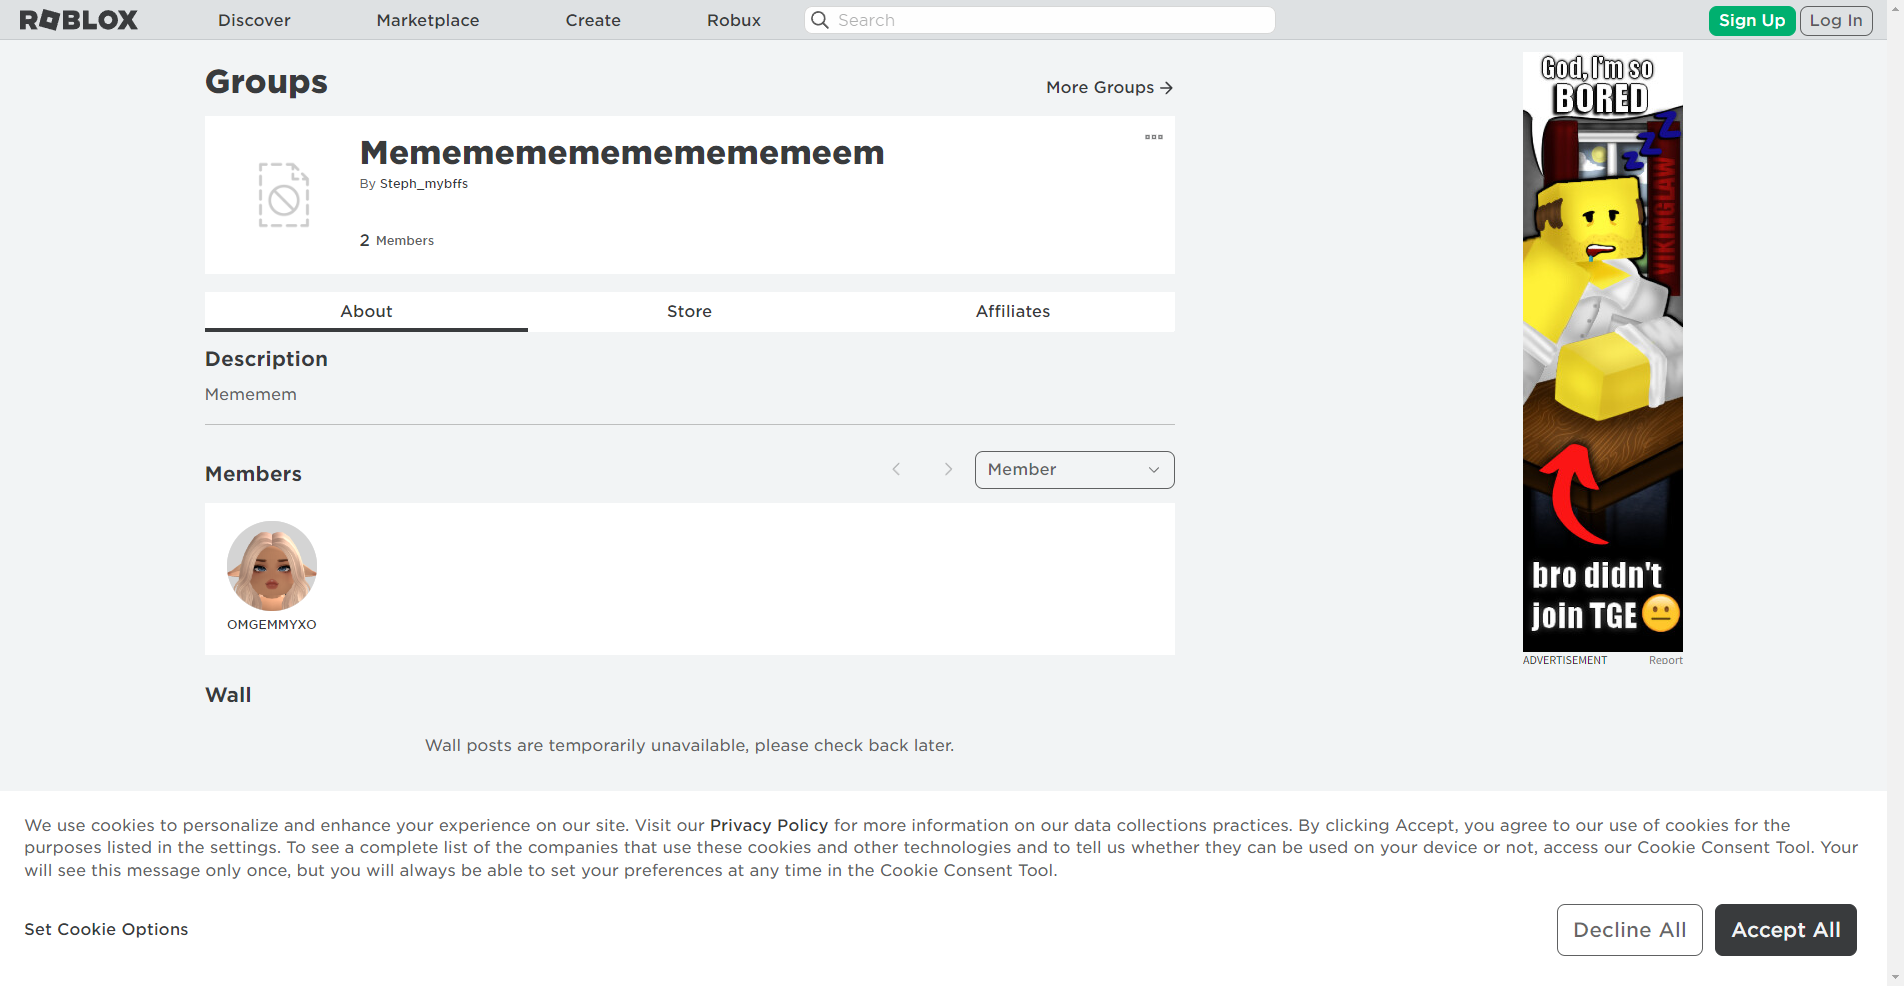 ROBLOX
Discover
Marketplace
Create
Robux
Search
Sign Up
Log In
Groups
More Groups
Mememememememememeem
By Steph_mybffs
2 Members
About
Store
Affiliates
Description
Mememem
Members
Member
OMGEMMYXO
Wall
Wall posts are temporarily unavailable, please check back later.
God, I'm so
BORED
zzz
VIKINGLAW
bro didn't
join TGE
ADVERTISEMENT
Report
We use cookies to personalize and enhance your experience on our site. Visit our Privacy Policy for more information on our data collections practices. By clicking Accept, you agree to our use of cookies for the
purposes listed in the settings. To see a complete list of the companies that use these cookies and other technologies and to tell us whether they can be used on your device or not, access our Cookie Consent Tool. Your
will see this message only once, but you will always be able to set your preferences at any time in the Cookie Consent Tool.
Set Cookie Options
Decline All
Accept All